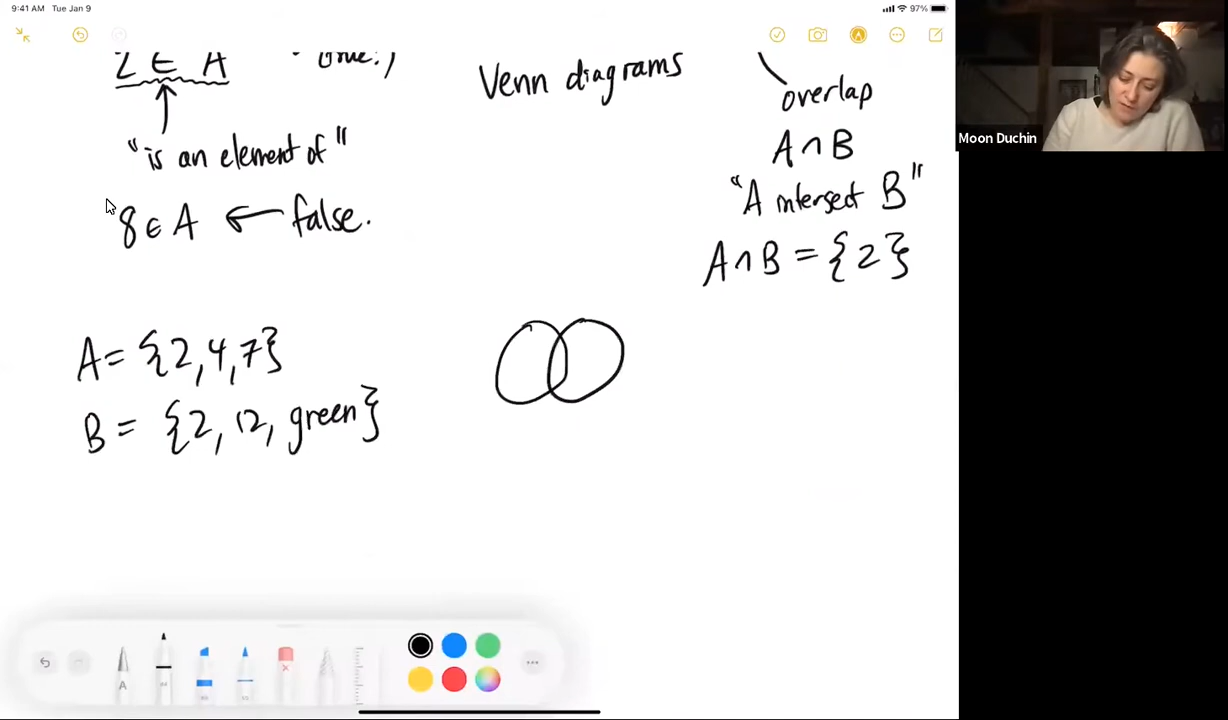 9:41 AM Tue Jan 9
97%
2 ∈ A
true.)
"is an element of"
8 ∈ A ← false.
Venn diagrams
overlap
A ∩ B
"A intersect B"
A ∩ B = {2}
A = {2, 4, 7}
B = {2, 12, green}
Moon Duchin
A